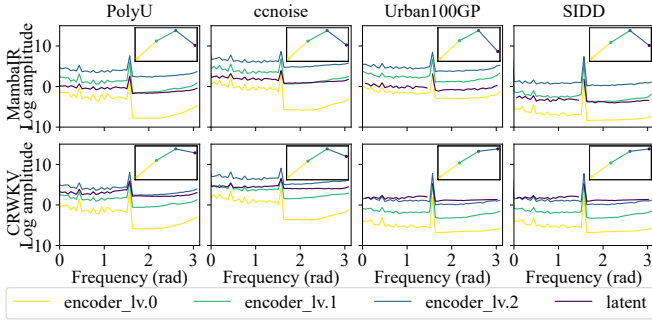 PolyU ccnoise Urban100GP SIDD
MambaIR
Log amplitude
10
0
10
CRWKV
Log amplitude
10
0
10
0 1 2 3 0 1 2 3 0 1 2 3 0 1 2 3
Frequency (rad) Frequency (rad) Frequency (rad) Frequency (rad)
encoder_lv.0 encoder_lv.1 encoder_lv.2 latent